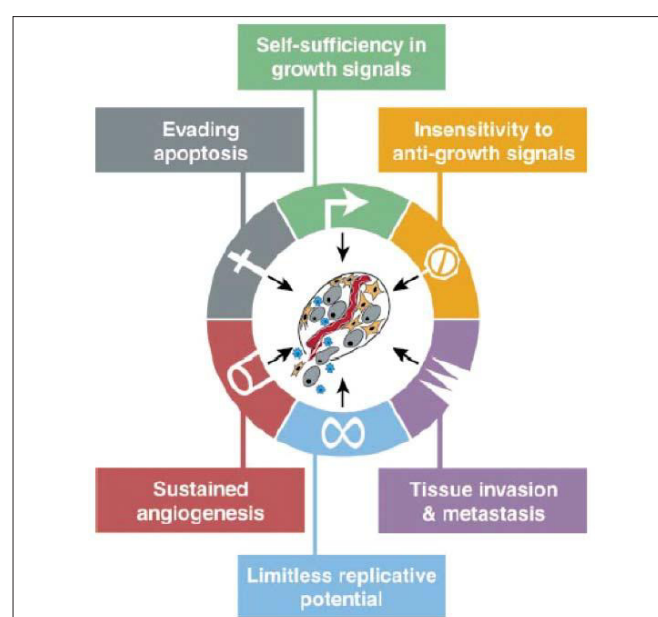 Self-sufficiency in
growth signals
Evading
apoptosis
Insensitivity to
anti-growth signals
Sustained
angiogenesis
Tissue invasion
& metastasis
Limitless replicative
potential